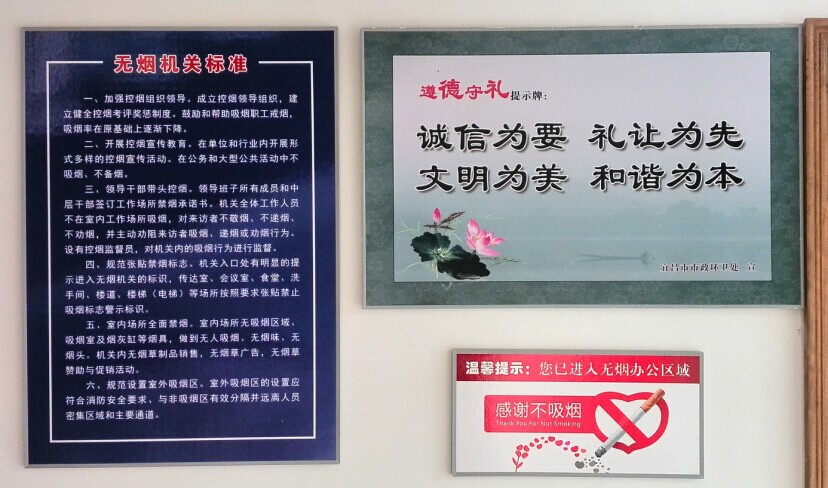 无烟机关标准
一、加强控烟组织领导。成立控烟领导组织，建
立健全控烟考评奖惩制度。鼓励和帮助吸烟职工戒烟，
吸烟率在原基础上逐渐下降。
二、开展控烟宣传教育。在单位和行业内开展形
式多样的控烟宣传活动。在公务和大型公共活动中不
吸烟、不备烟。
三、领导干部带头控烟。领导班子所有成员和中
层干部签订工作场所禁烟承诺书。机关全体工作人员
不在室内工作场所吸烟，对来访者不敬烟、不递烟、
不劝烟，并主动劝阻来访者吸烟、递烟或劝烟行为。
设有控烟监督员，对机关内的吸烟行为进行监督。
四、规范张贴禁烟标志。机关入口处有明显的提
示进入无烟机关的标识，传达室、会议室、食堂、洗
手间、楼道、楼梯（电梯）等场所按照要求张贴禁止
吸烟标志警示标识。
五、室内场所全面禁烟。室内场所无吸烟区域、
吸烟室及烟灰缸等烟具，做到无人吸烟、无烟味、无
烟头。机关内无烟草制品销售，无烟草广告，无烟草
赞助与促销活动。
六、规范设置室外吸烟区。室外吸烟区的设置应
符合消防安全要求、与非吸烟区有效分隔并远离人员
密集区域和主要通道。
道德守礼提示牌：
诚信为要 礼让为先
文明为美 和谐为本
宜昌市市政环卫处 宣
温馨提示：您已进入无烟办公区域
感谢不吸烟
Thank You For Not Smoking